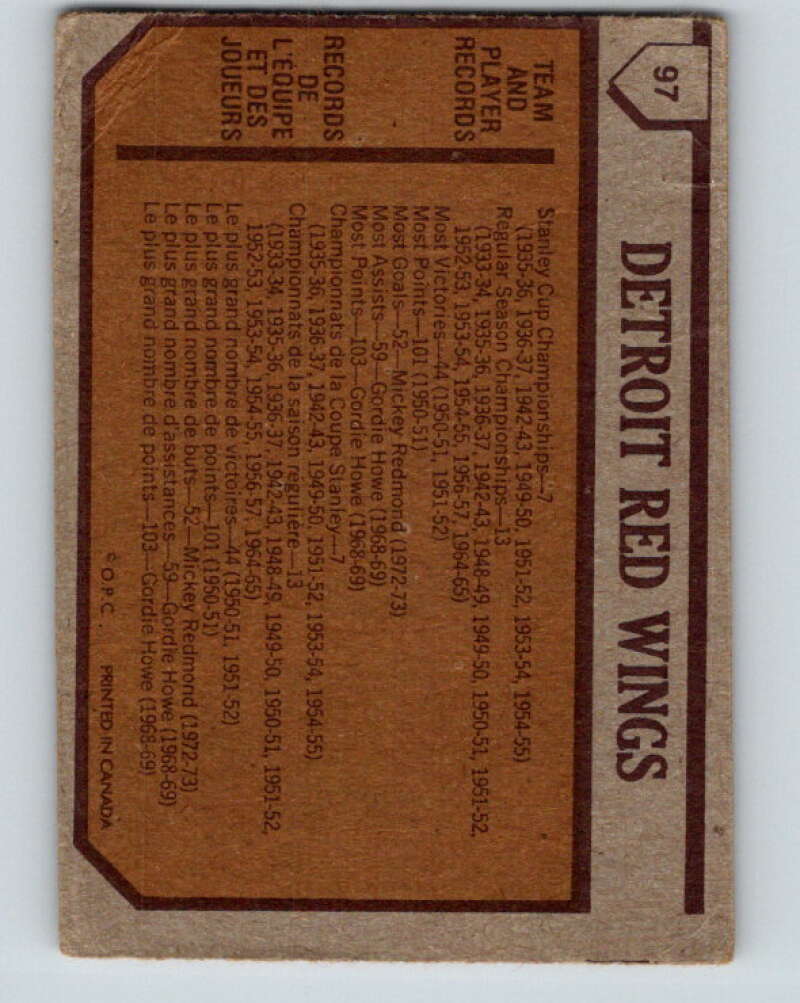 97
DETROIT RED WINGS
TEAM
AND
PLAYER
RECORDS
RECORDS
DE
L'ÉQUIPE
ET DES
JOUEURS
Stanley Cup Championships—7
(1935-36, 1936-37, 1942-43, 1949-50, 1951-52, 1953-54, 1954-55)
Regular Season Championships—13
(1933-34, 1935-36, 1936-37, 1942-43, 1948-49, 1949-50, 1950-51, 1951-52,
1952-53, 1953-54, 1954-55, 1956-57, 1964-65)
Most Victories—44 (1950-51, 1951-52)
Most Points—101 (1950-51)
Most Goals—52—Mickey Redmond (1972-73)
Most Assists—59—Gordie Howe (1968-69)
Most Points—103—Gordie Howe (1968-69)
Championnats de la Coupe Stanley—7
(1935-36, 1936-37, 1942-43, 1949-50, 1951-52, 1953-54, 1954-55)
Championnats de la saison régulière—13
(1933-34, 1935-36, 1936-37, 1942-43, 1948-49, 1949-50, 1950-51, 1951-52,
1952-53, 1953-54, 1954-55, 1956-57, 1964-65)
Le plus grand nombre de victoires—44 (1950-51, 1951-52)
Le plus grand nombre de points—101 (1950-51)
Le plus grand nombre de buts—52—Mickey Redmond (1972-73)
Le plus grand nombre d'assistances—59—Gordie Howe (1968-69)
Le plus grand nombre de points—103—Gordie Howe (1968-69)
© O.P.C. PRINTED IN CANADA